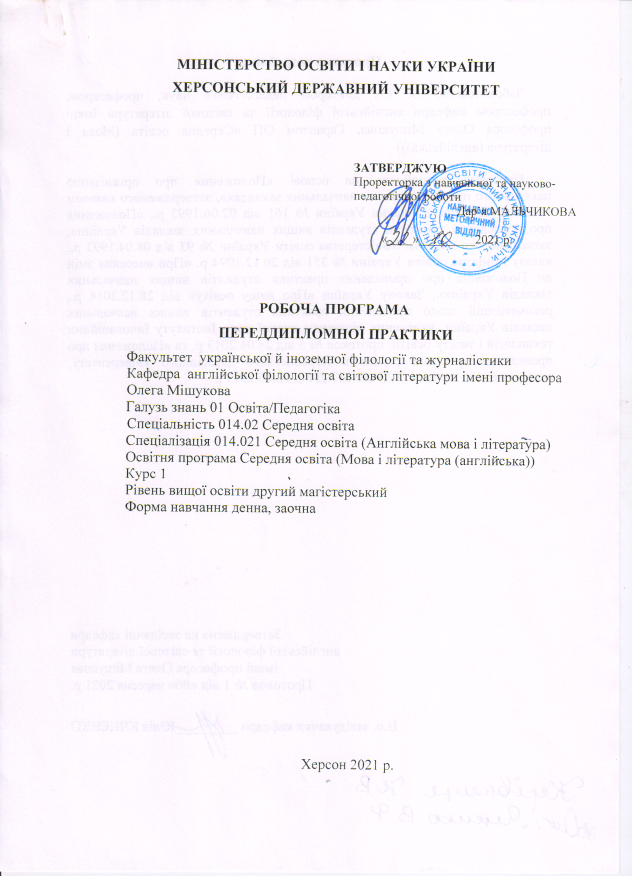 МІНІСТЕРСТВО ОСВІТИ І НАУКИ УКРАЇНИ
ХЕРСОНСЬКИЙ ДЕРЖАВНИЙ УНІВЕРСИТЕТ
ЗАТВЕРДЖУЮ
Проректорка з навчальної та науково-
педагогічної роботи
Дар'я МАЛЬЧИКОВА
НАВЧАЛЬНО-
МЕТОДИЧНИЙ
ВІДДІЛ
2021 р.
РОБОЧА ПРОГРАМА
ПЕРЕДДИПЛОМНОЇ ПРАКТИКИ
Факультет української й іноземної філології та журналістики
Кафедра англійської філології та світової літератури імені професора
Олега Мішукова
Галузь знань 01 Освіта/Педагогіка
Спеціальність 014.02 Середня освіта
Спеціалізація 014.021 Середня освіта (Англійська мова і література)
Освітня програма Середня освіта (Мова і література (англійська))
Курс 1
Рівень вищої освіти другий магістерський
Форма навчання денна, заочна
Херсон 2021 р.